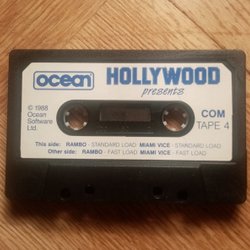 ocean HOLLYWOOD
presents
© 1988
Ocean
Software
Ltd.
COM
TAPE 4
This side: RAMBO - STANDARD LOAD MIAMI VICE - STANDARD LOAD
Other side: RAMBO - FAST LOAD MIAMI VICE - FAST LOAD